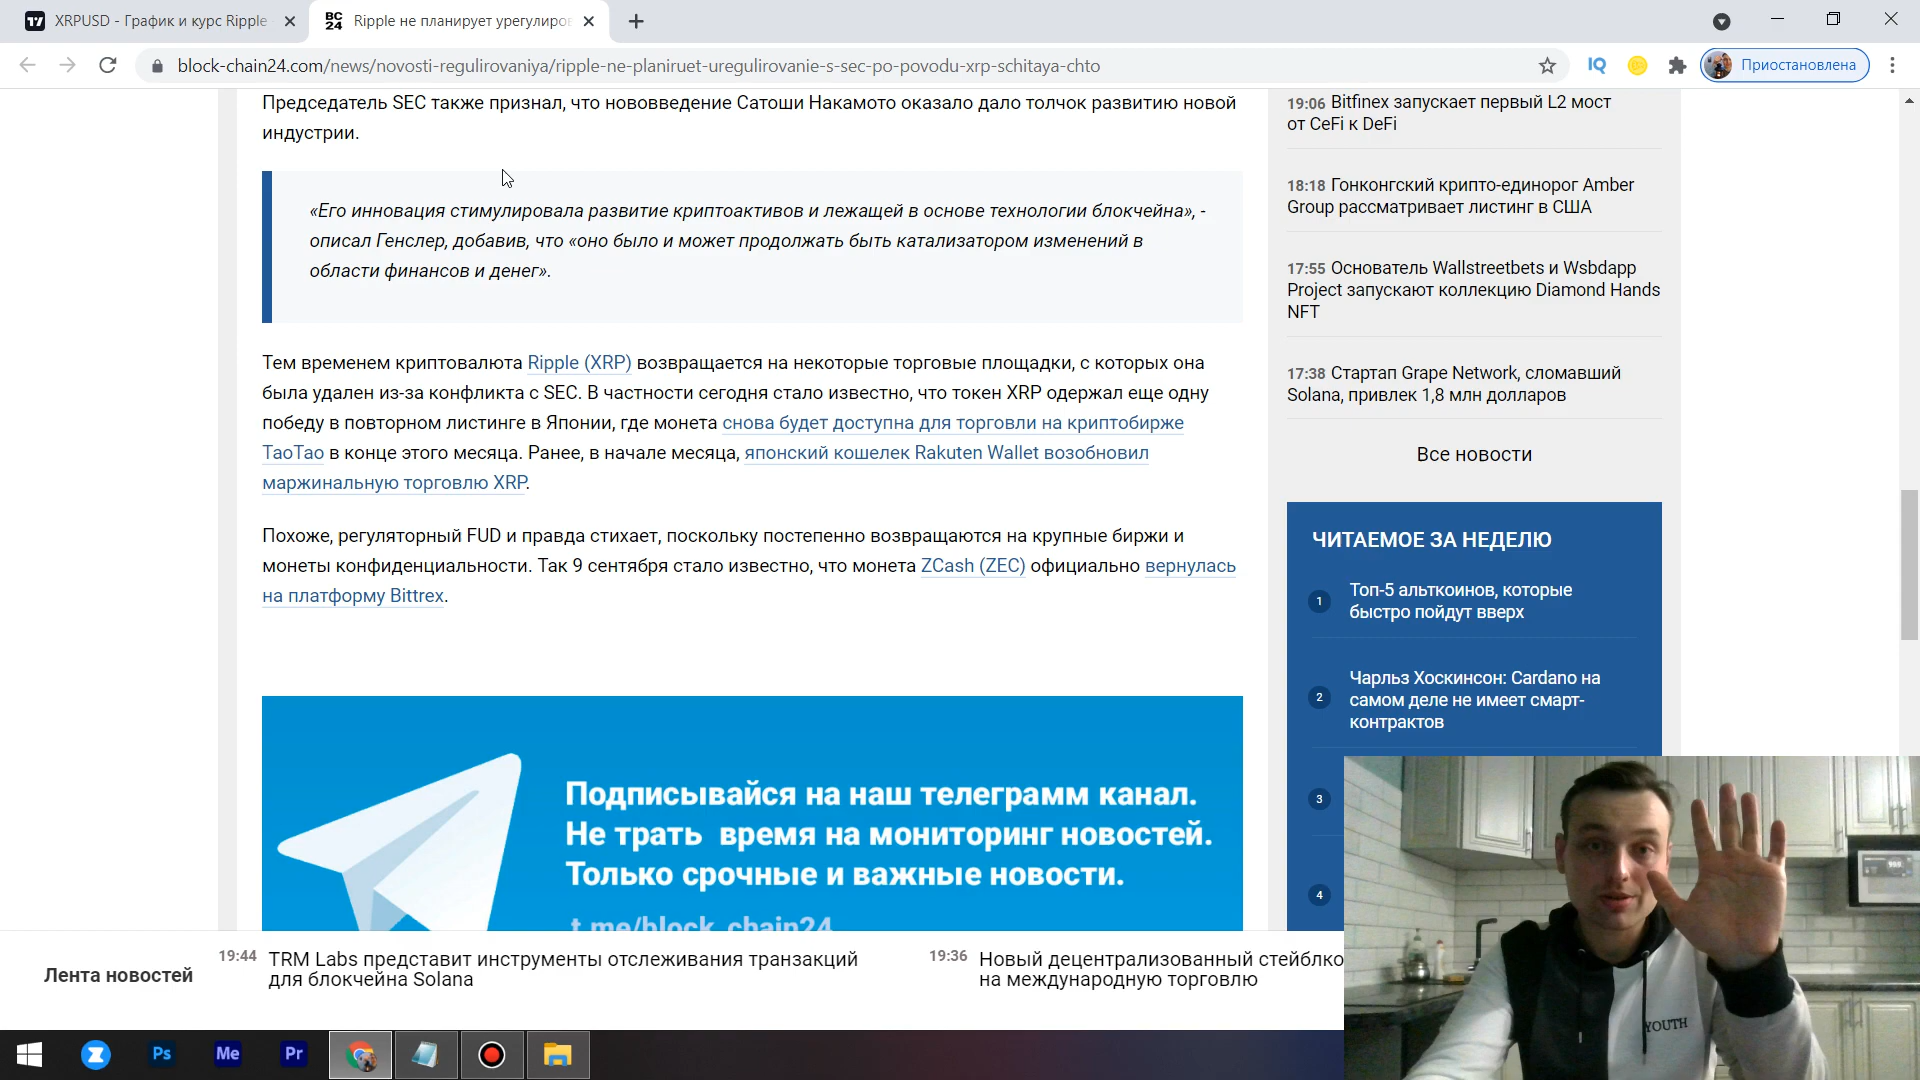 XRPUSD - График и курс Ripple
BC
24
Ripple не планирует урегулиро
block-chain24.com/news/novosti-regulirovaniya/ripple-ne-planiruet-uregulirovanie-s-sec-po-povodu-xrp-schitaya-chto
IQ
Приостановлена
Председатель SEC также признал, что нововведение Сатоши Накамото оказало дало толчок развитию новой
индустрии.
«Его инновация стимулировала развитие криптоактивов и лежащей в основе технологии блокчейна», -
описал Генслер, добавив, что «оно было и может продолжать быть катализатором изменений в
области финансов и денег».
Тем временем криптовалюта Ripple (XRP) возвращается на некоторые торговые площадки, с которых она
была удален из-за конфликта с SEC. В частности сегодня стало известно, что токен XRP одержал еще одну
победу в повторном листинге в Японии, где монета снова будет доступна для торговли на криптобирже
TaoTao в конце этого месяца. Ранее, в начале месяца, японский кошелек Rakuten Wallet возобновил
маржинальную торговлю XRP.
Похоже, регуляторный FUD и правда стихает, поскольку постепенно возвращаются на крупные биржи и
монеты конфиденциальности. Так 9 сентября стало известно, что монета ZCash (ZEC) официально вернулась
на платформу Bittrex.
Подписывайся на наш телеграмм канал.
Не трать время на мониторинг новостей.
Только срочные и важные новости.
t.me/block_chain24
19:06 Bitfinex запускает первый L2 мост
от CeFi к DeFi
18:18 Гонконгский крипто-единорог Amber
Group рассматривает листинг в США
17:55 Основатель Wallstreetbets и Wsbdapp
Project запускают коллекцию Diamond Hands
NFT
17:38 Стартап Grape Network, сломавший
Solana, привлек 1,8 млн долларов
Все новости
ЧИТАЕМОЕ ЗА НЕДЕЛЮ
1 Топ-5 альткоинов, которые
быстро пойдут вверх
2 Чарльз Хоскинсон: Cardano на
самом деле не имеет смарт-
контрактов
3
4
Лента новостей
19:44 TRM Labs представит инструменты отслеживания транзакций
для блокчейна Solana
19:36 Новый децентрализованный стейблко
на международную торговлю
YOUTH
Ps
Me
Pr